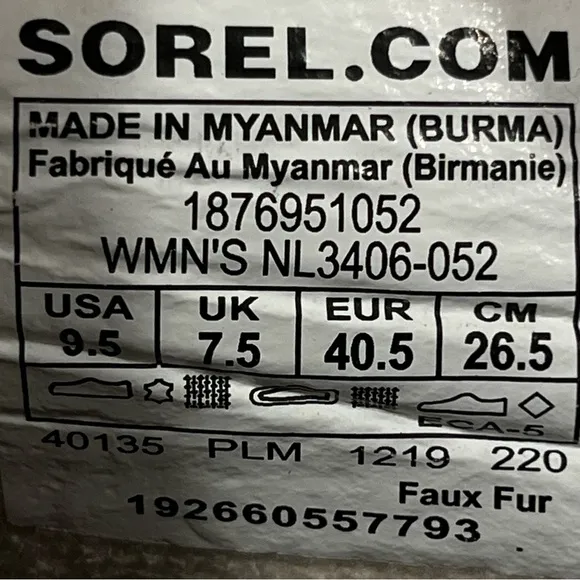 SOREL.COM
MADE IN MYANMAR (BURMA)
Fabriqué Au Myanmar (Birmanie)
1876951052
WMN'S NL3406-052
USA UK EUR CM
9.5 7.5 40.5 26.5
ECA-5
40135 PLM 1219 220
Faux Fur
192660557793